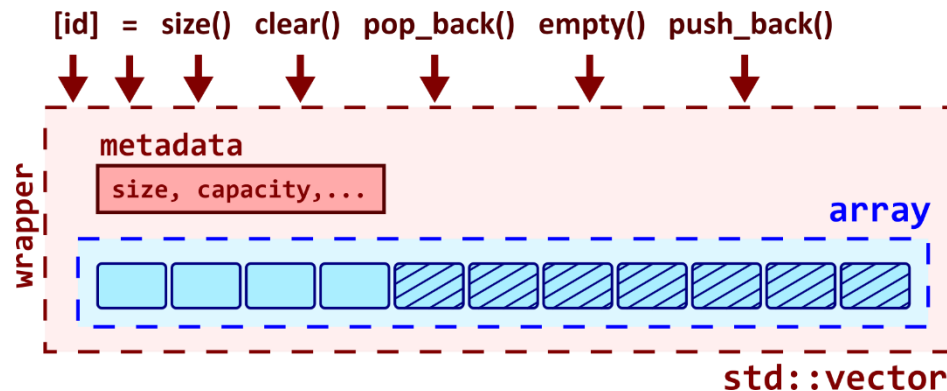 [id] = size() clear() pop_back() empty() push_back()
wrapper
metadata
size, capacity,...
array
std::vector